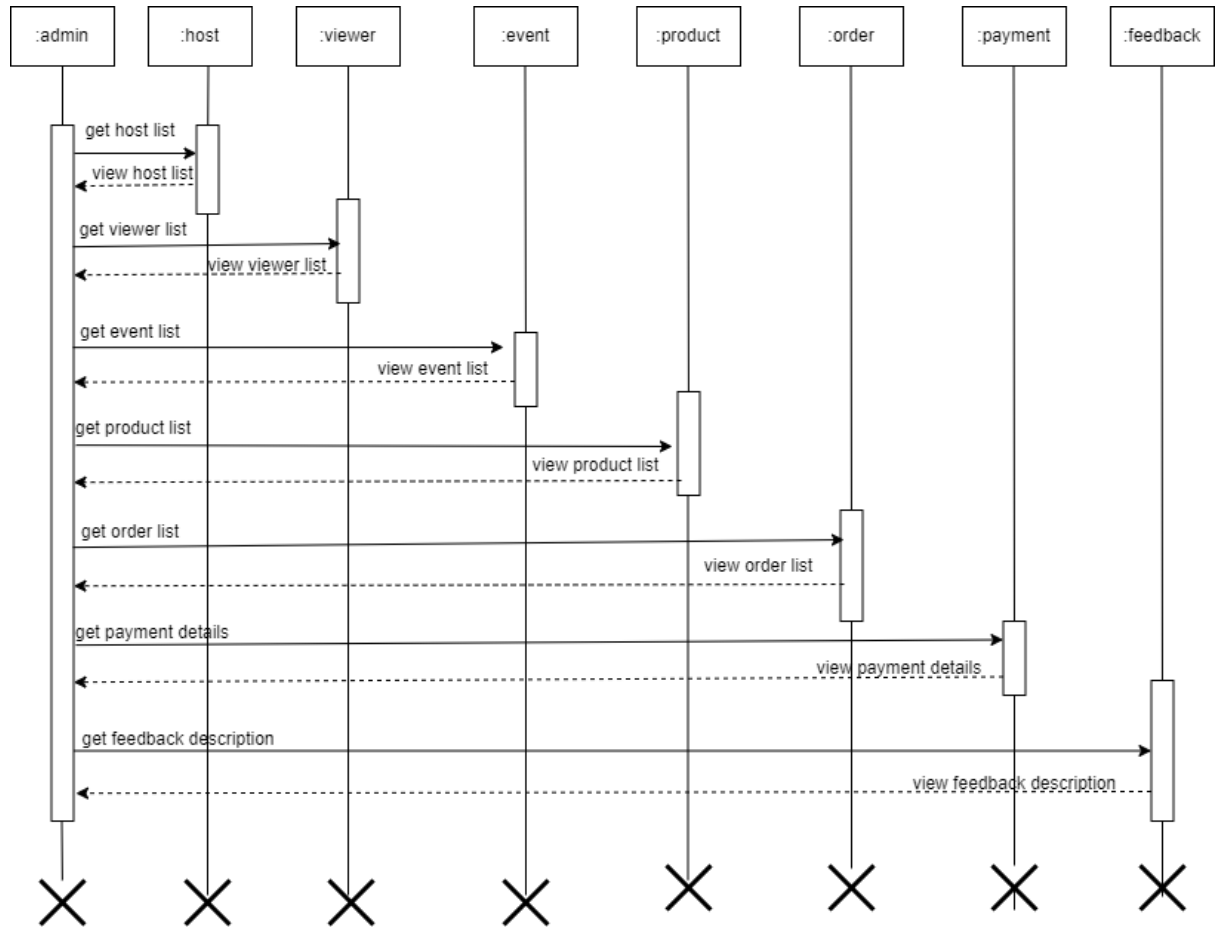 :admin
:host
:viewer
:event
:product
:order
:payment
:feedback
get host list
view host list
get viewer list
view viewer list
get event list
view event list
get product list
view product list
get order list
view order list
get payment details
view payment details
get feedback description
view feedback description